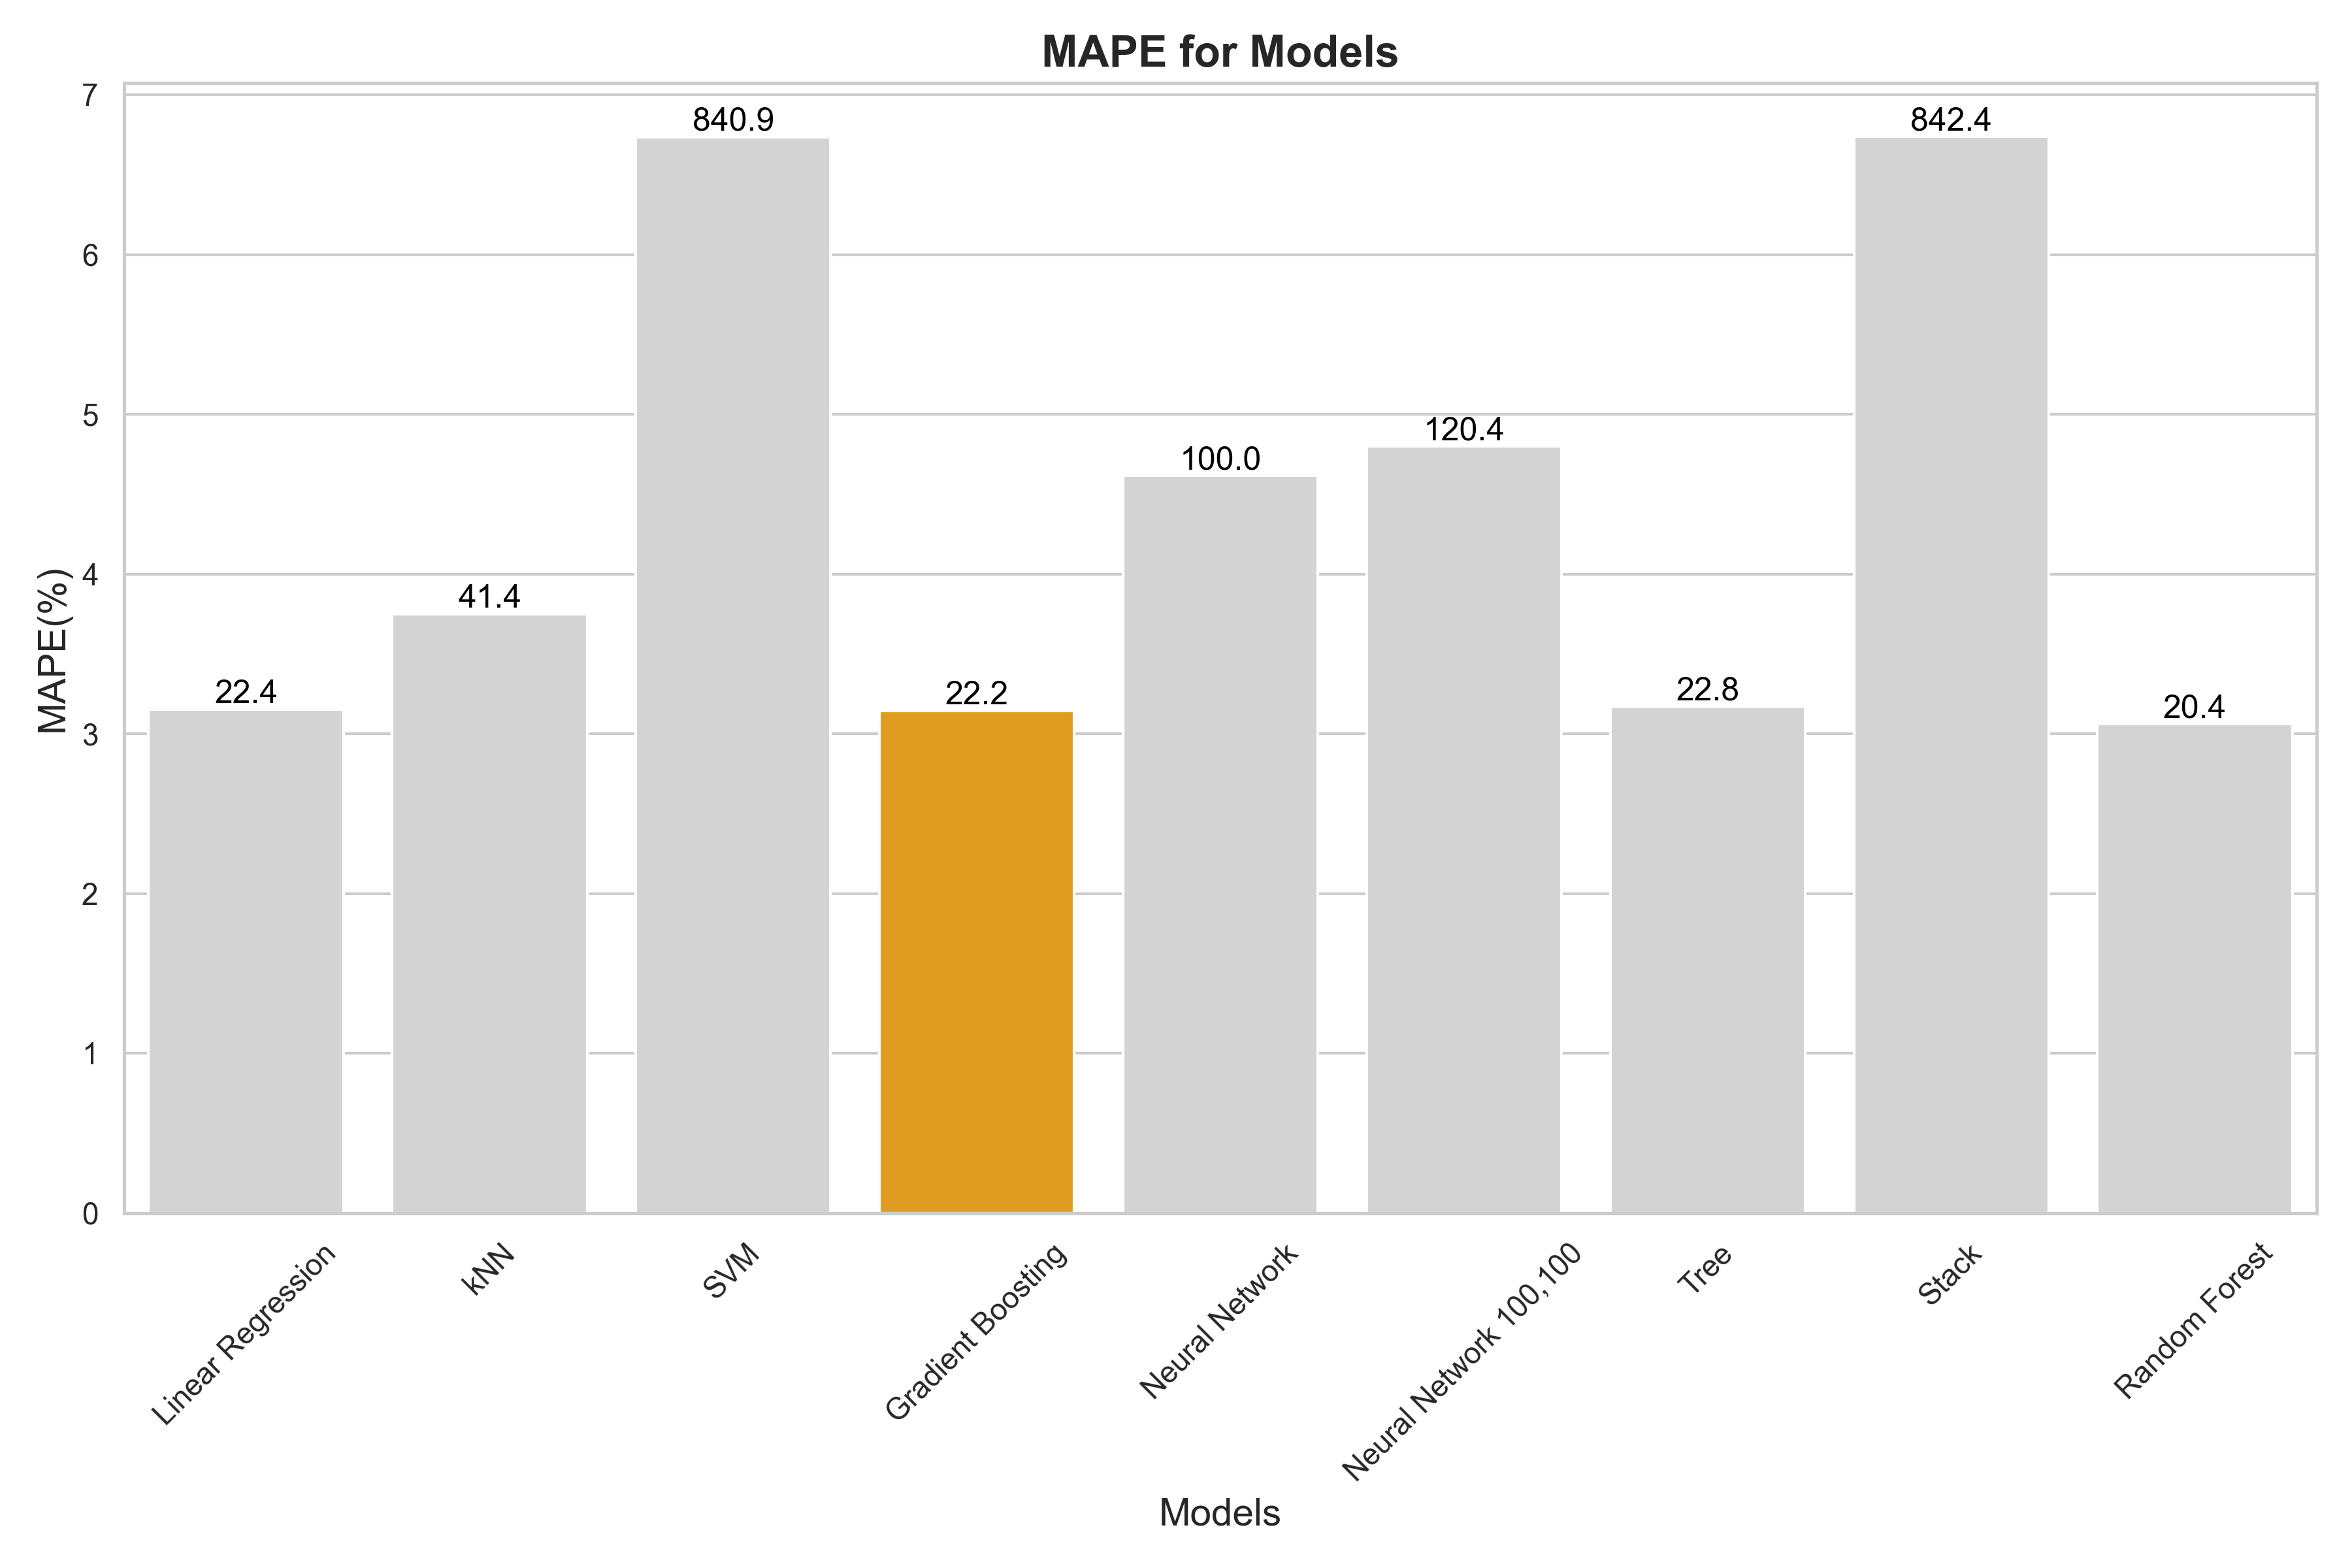 MAPE for Models
MAPE(%)
7
6
5
4
3
2
1
0
22.4
41.4
840.9
22.2
100.0
120.4
22.8
842.4
20.4
Linear Regression
kNN
SVM
Gradient Boosting
Neural Network
Neural Network 100,100
Tree
Stack
Random Forest
Models